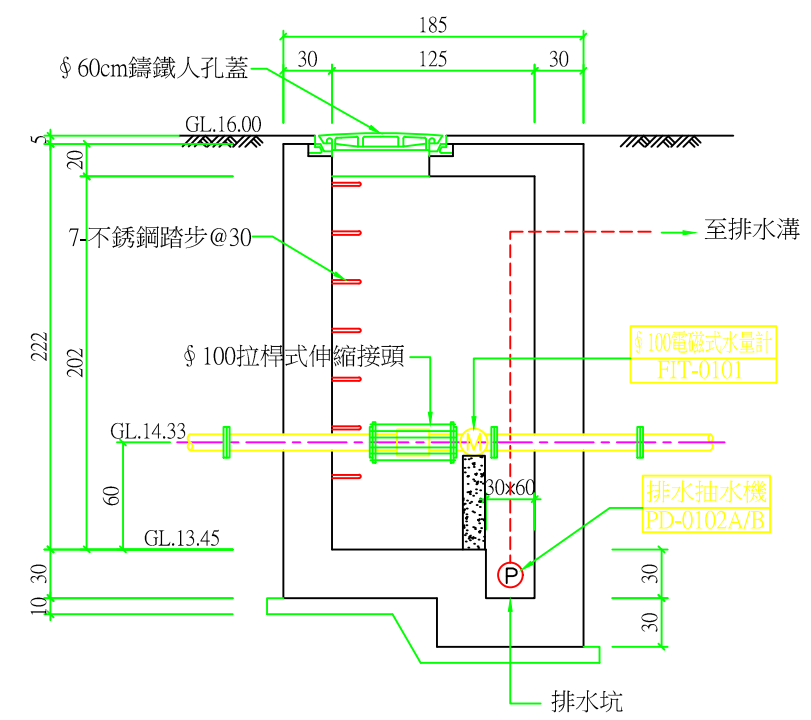 185
30
125
30
∮60cm鑄鐵人孔蓋
GL.16.00
5
20
7-不銹鋼踏步@30
至排水溝
222
202
∮100拉桿式伸縮接頭
∮100電磁式水量計
FIT-0101
GL.14.33
M
60
30x60
排水抽水機
PD-0102A/B
GL.13.45
P
30
30
10
30
排水坑